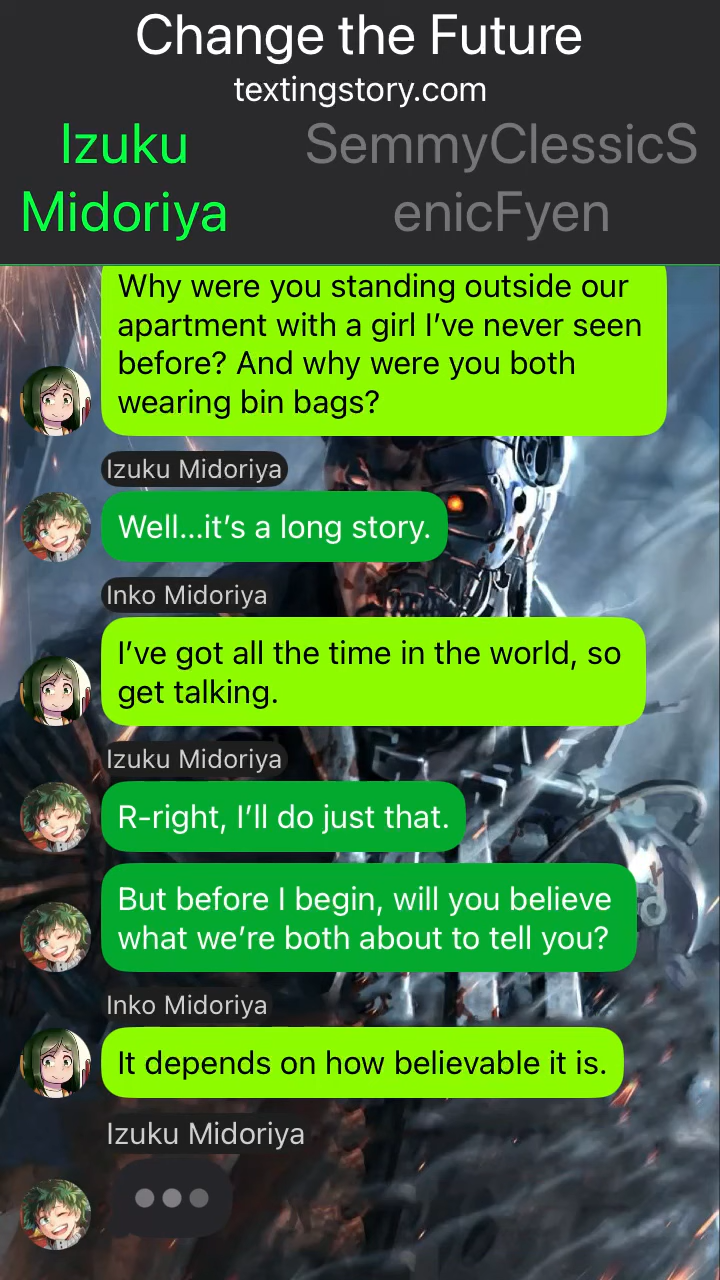 Change the Future
textingstory.com
Izuku
Midoriya
SemmyClessicS
enicFyen
Why were you standing outside our
apartment with a girl I’ve never seen
before? And why were you both
wearing bin bags?
Izuku Midoriya
Well...it’s a long story.
Inko Midoriya
I’ve got all the time in the world, so
get talking.
Izuku Midoriya
R-right, I’ll do just that.
But before I begin, will you believe
what we’re both about to tell you?
Inko Midoriya
It depends on how believable it is.
Izuku Midoriya